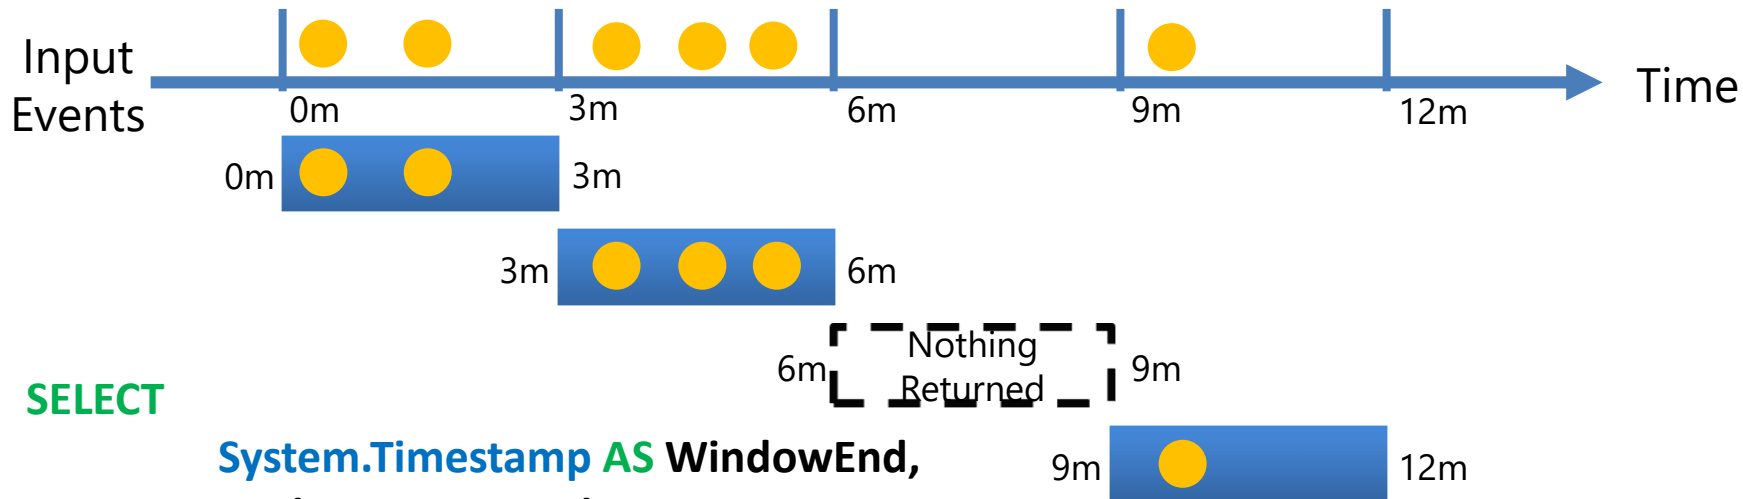 Input
Events
Time
0m
3m
6m
9m
12m
0m
3m
3m
6m
6m
Nothing
Returned
9m
SELECT
System.Timestamp AS WindowEnd,
9m
12m